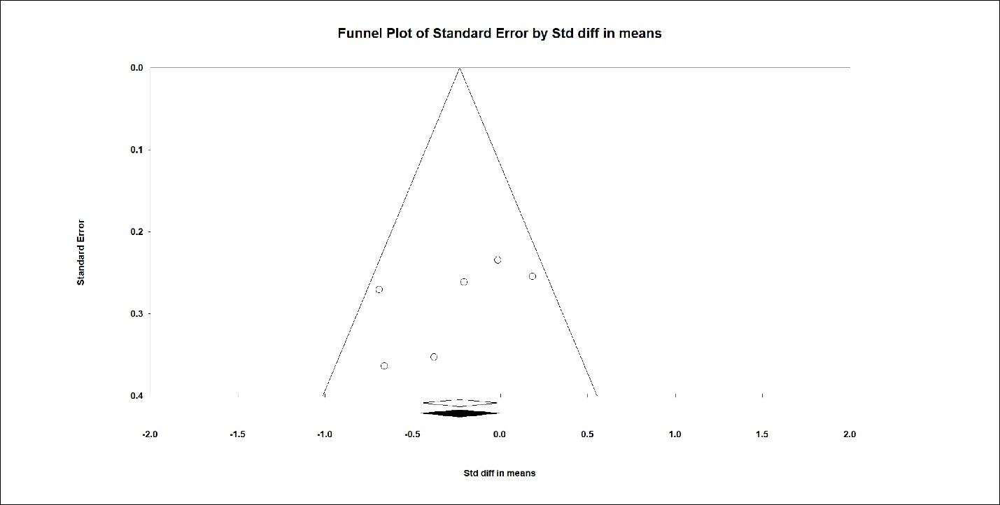 Funnel Plot of Standard Error by Std diff in means
0.0
0.1
0.2
0.3
0.4
Standard Error
-2.0 -1.5 -1.0 -0.5 0.0 0.5 1.0 1.5 2.0
Std diff in means